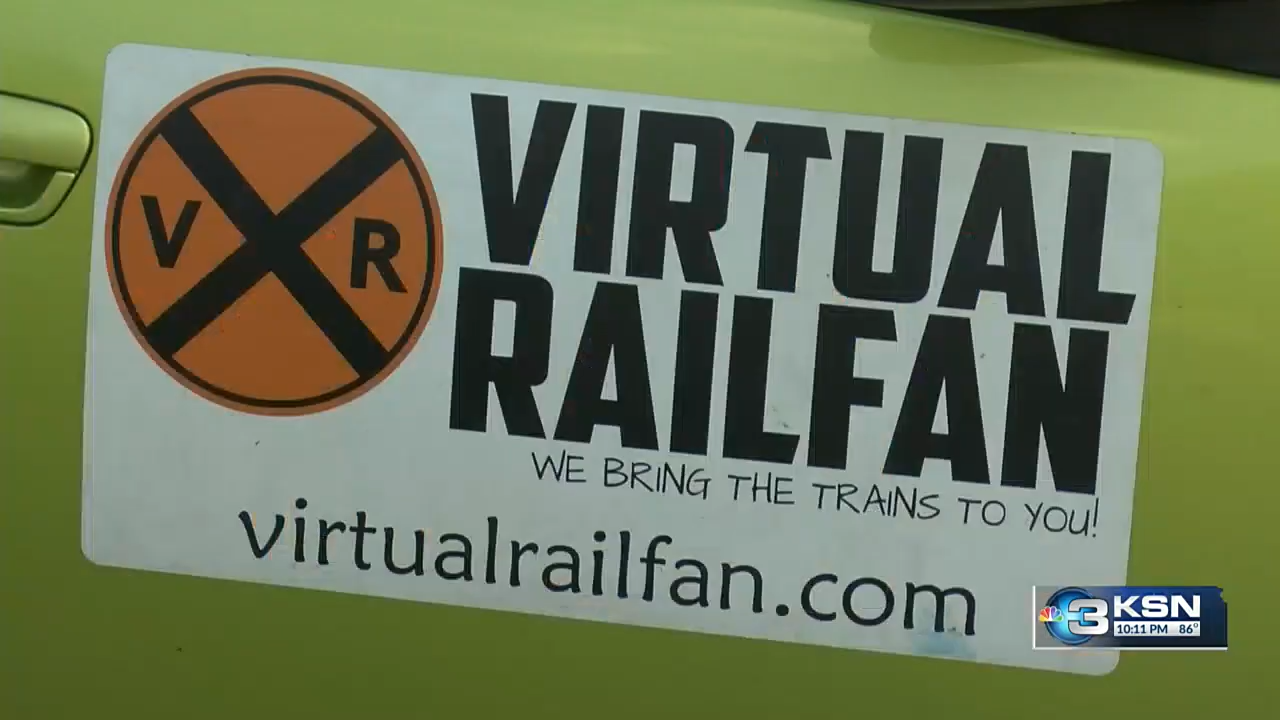 V R
VIRTUAL
RAILFAN
WE BRING THE TRAINS TO YOU!
virtualrailfan.com
3 KSN
10:11 PM 86°